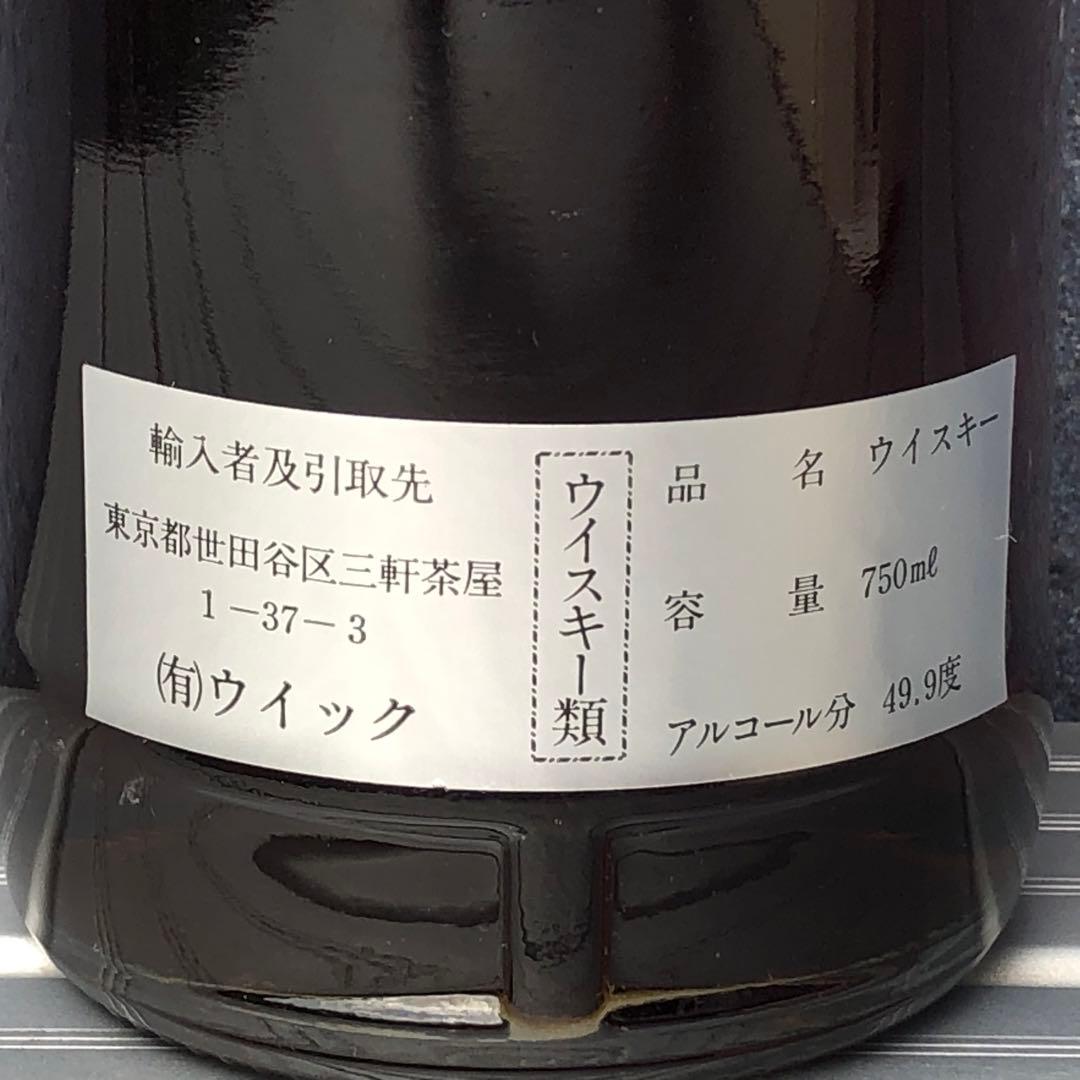 輸入者及引取先
東京都世田谷区三軒茶屋
1-37-3
(有)ウイック
ウイスキー類
品 名 ウイスキー
容 量 750ml
アルコール分 49.9度